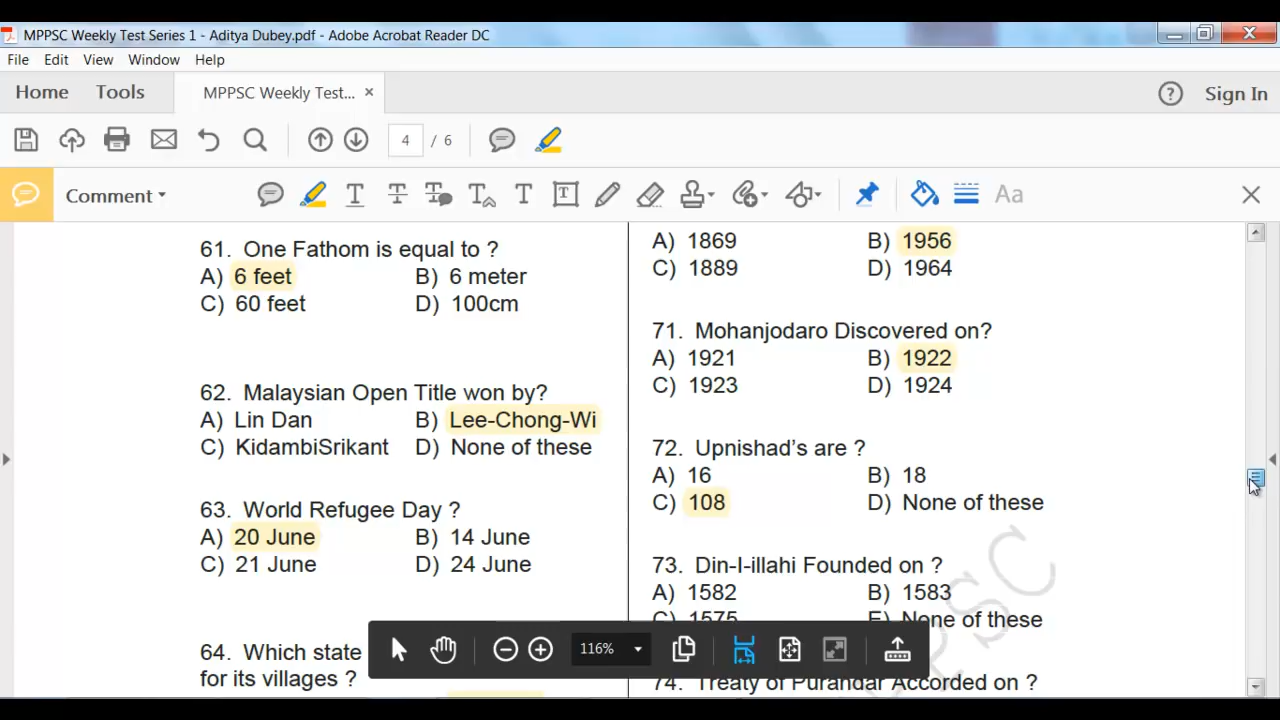 MPPSC Weekly Test Series 1 - Aditya Dubey.pdf - Adobe Acrobat Reader DC
File Edit View Window Help
Home Tools MPPSC Weekly Test... × ? Sign In
4 / 6
Comment Aa
61. One Fathom is equal to ?
A) 6 feet B) 6 meter
C) 60 feet D) 100cm
62. Malaysian Open Title won by?
A) Lin Dan B) Lee-Chong-Wi
C) KidambiSrikant D) None of these
63. World Refugee Day ?
A) 20 June B) 14 June
C) 21 June D) 24 June
64. Which state
for its villages ?
A) 1869 B) 1956
C) 1889 D) 1964
71. Mohanjodaro Discovered on?
A) 1921 B) 1922
C) 1923 D) 1924
72. Upnishad's are ?
A) 16 B) 18
C) 108 D) None of these
73. Din-I-illahi Founded on ?
A) 1582 B) 1583
C) 1575 E) None of these
74. Treaty of Purandar Accorded on ?
PSC
116%